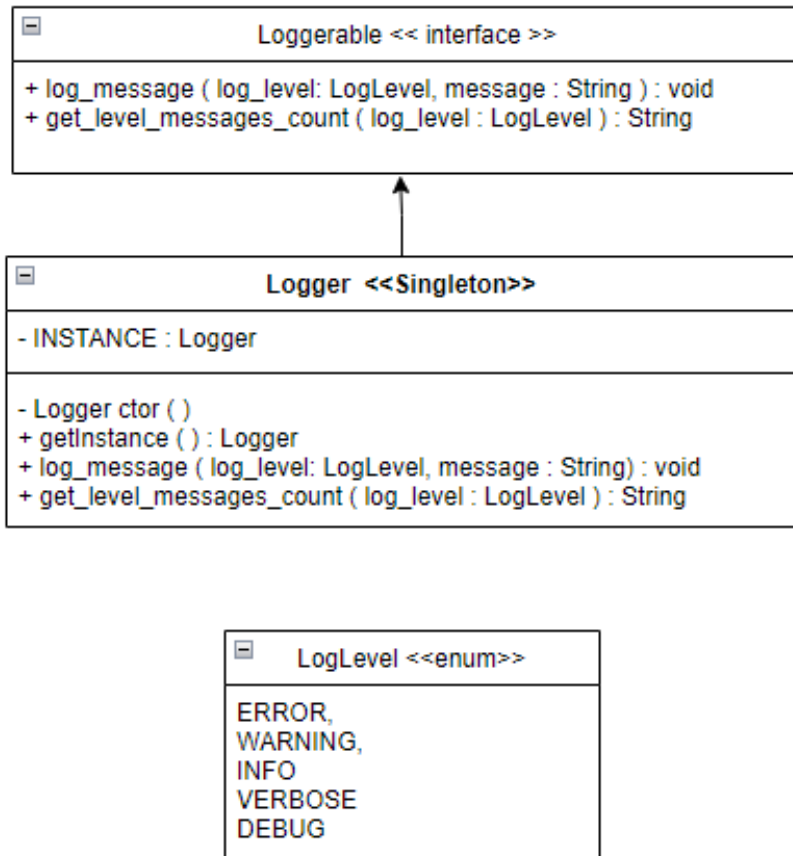 Loggerable << interface >>
+ log_message ( log_level: LogLevel, message : String ) : void
+ get_level_messages_count ( log_level : LogLevel ) : String
Logger <<Singleton>>
- INSTANCE : Logger
- Logger ctor ( )
+ getInstance ( ) : Logger
+ log_message ( log_level: LogLevel, message : String) : void
+ get_level_messages_count ( log_level : LogLevel ) : String
LogLevel <<enum>>
ERROR,
WARNING,
INFO
VERBOSE
DEBUG